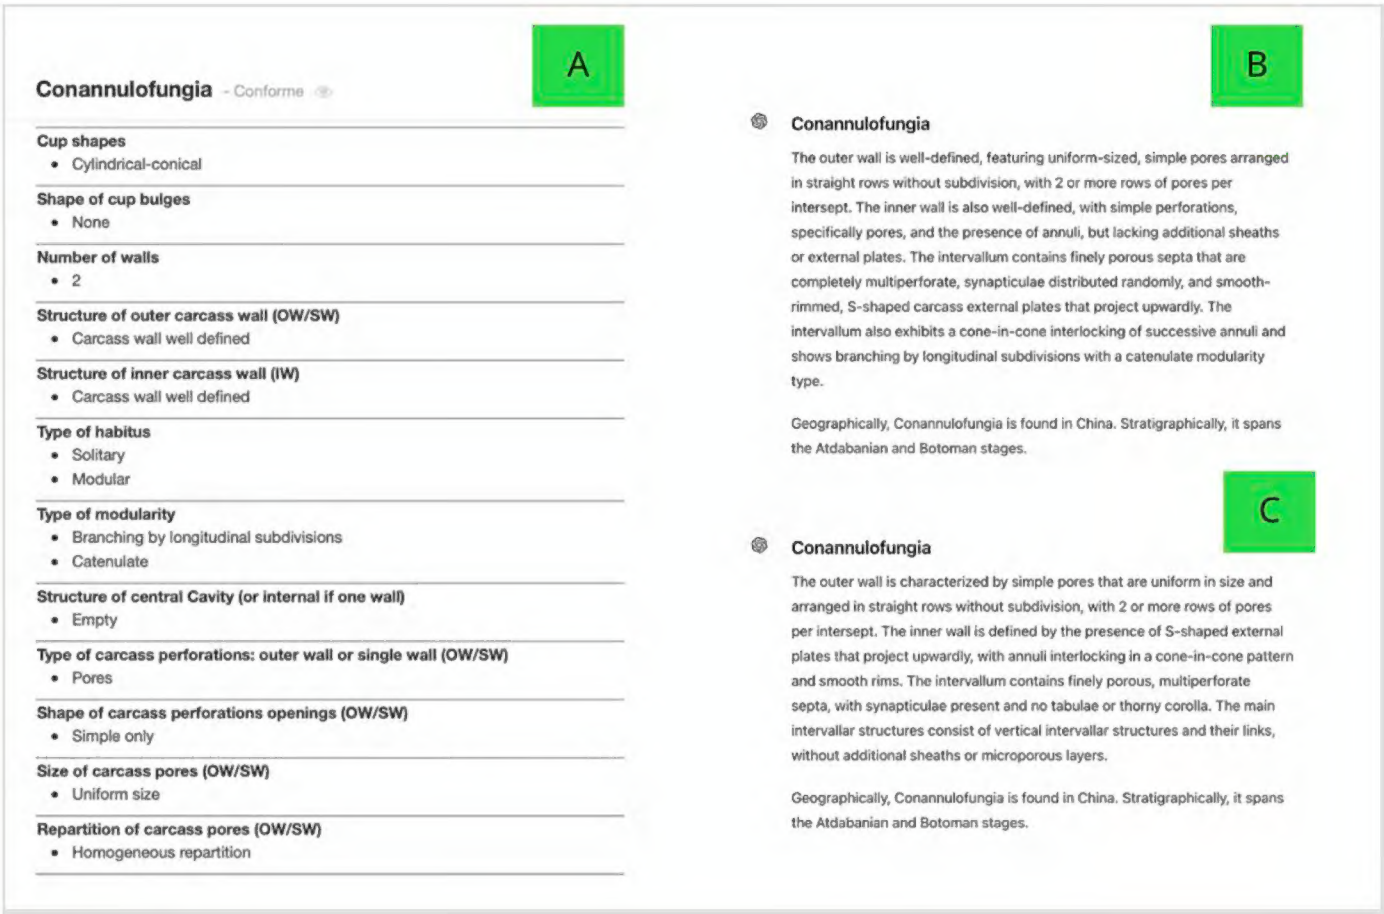 A
Conannulofungia - Conforme
Cup shapes
• Cylindrical-conical
Shape of cup bulges
• None
Number of walls
• 2
Structure of outer carcass wall (OW/SW)
• Carcass wall well defined
Structure of inner carcass wall (IW)
• Carcass wall well defined
Type of habitus
• Solitary
• Modular
Type of modularity
• Branching by longitudinal subdivisions
• Catenulate
Structure of central Cavity (or internal if one wall)
• Empty
Type of carcass perforations: outer wall or single wall (OW/SW)
• Pores
Shape of carcass perforations openings (OW/SW)
• Simple only
Size of carcass pores (OW/SW)
• Uniform size
Repartition of carcass pores (OW/SW)
• Homogeneous repartition
B
Conannulofungia
The outer wall is well-defined, featuring uniform-sized, simple pores arranged
in straight rows without subdivision, with 2 or more rows of pores per
intersept. The inner wall is also well-defined, with simple perforations,
specifically pores, and the presence of annuli, but lacking additional sheaths
or external plates. The intervallum contains finely porous septa that are
completely multiperforate, synapticulae distributed randomly, and smooth-
rimmed, S-shaped carcass external plates that project upwardly. The
intervallum also exhibits a cone-in-cone interlocking of successive annuli and
shows branching by longitudinal subdivisions with a catenulate modularity
type.
Geographically, Conannulofungia is found in China. Stratigraphically, it spans
the Atdabanian and Botoman stages.
C
Conannulofungia
The outer wall is characterized by simple pores that are uniform in size and
arranged in straight rows without subdivision, with 2 or more rows of pores
per intersept. The inner wall is defined by the presence of S-shaped external
plates that project upwardly, with annuli interlocking in a cone-in-cone pattern
and smooth rims. The intervallum contains finely porous, multiperforate
septa, with synapticulae present and no tabulae or thorny corolla. The main
intervallar structures consist of vertical intervallar structures and their links,
without additional sheaths or microporous layers.
Geographically, Conannulofungia is found in China. Stratigraphically, it spans
the Atdabanian and Botoman stages.